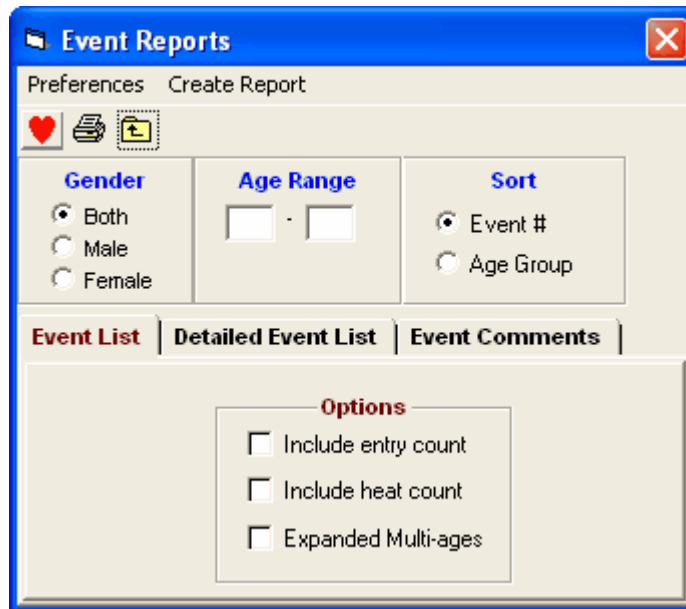 Event Reports
Preferences Create Report
Gender Age Range Sort
Both - Event #
Male Age Group
Female
Event List Detailed Event List Event Comments
Options
Include entry count
Include heat count
Expanded Multi-ages